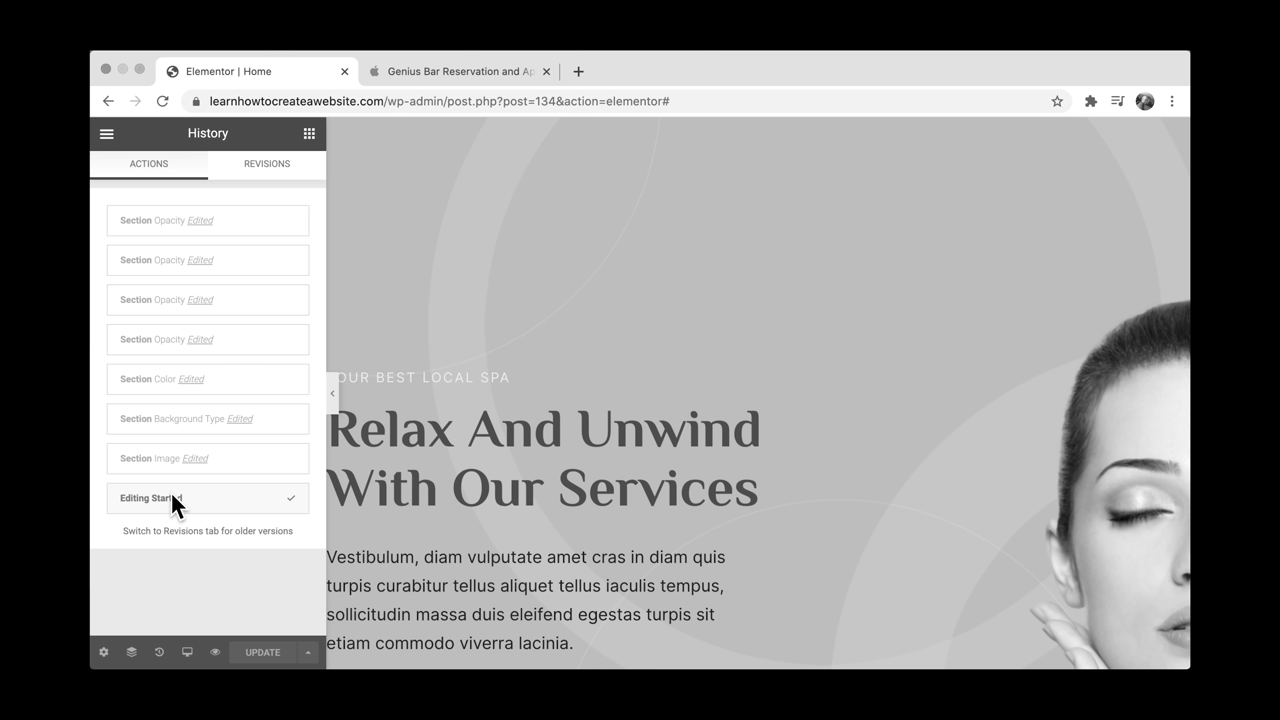 Elementor | Home
Genius Bar Reservation and Ap
learnhowtocreateawebsite.com/wp-admin/post.php?post=134&action=elementor#
History
ACTIONS
REVISIONS
Section Opacity Edited
Section Opacity Edited
Section Opacity Edited
Section Opacity Edited
Section Color Edited
Section Background Type Edited
Section Image Edited
Editing Started
Switch to Revisions tab for older versions
UPDATE
OUR BEST LOCAL SPA
Relax And Unwind
With Our Services
Vestibulum, diam vulputate amet cras in diam quis
turpis curabitur tellus aliquet tellus iaculis tempus,
sollicitudin massa duis eleifend egestas turpis sit
etiam commodo viverra lacinia.